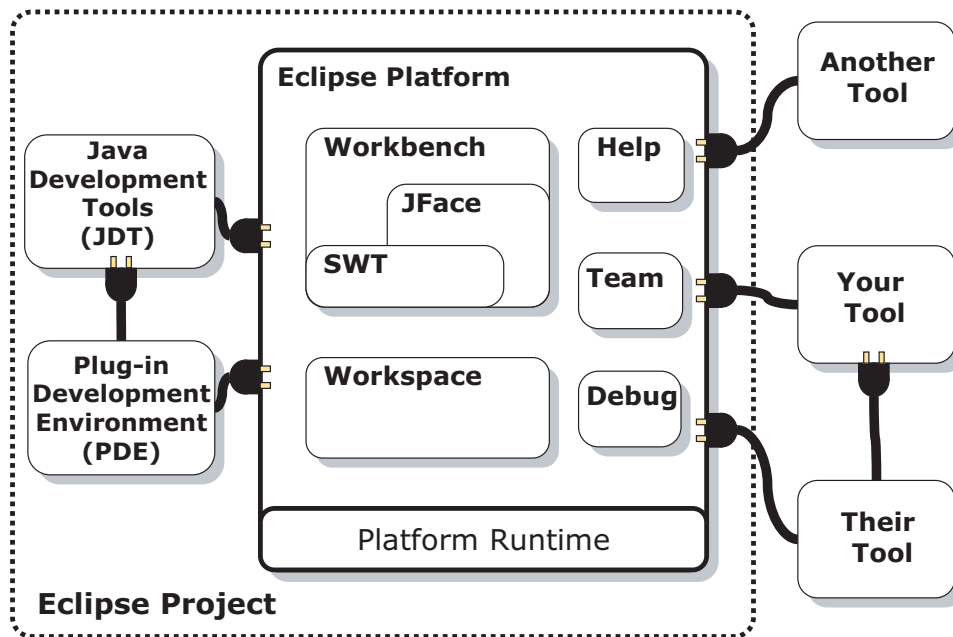 Eclipse Platform
Another
Tool
Workbench
Help
Java
Development
Tools
(JDT)
JFace
SWT
Team
Your
Tool
Plug-in
Development
Environment
(PDE)
Workspace
Debug
Their
Tool
Platform Runtime
Eclipse Project